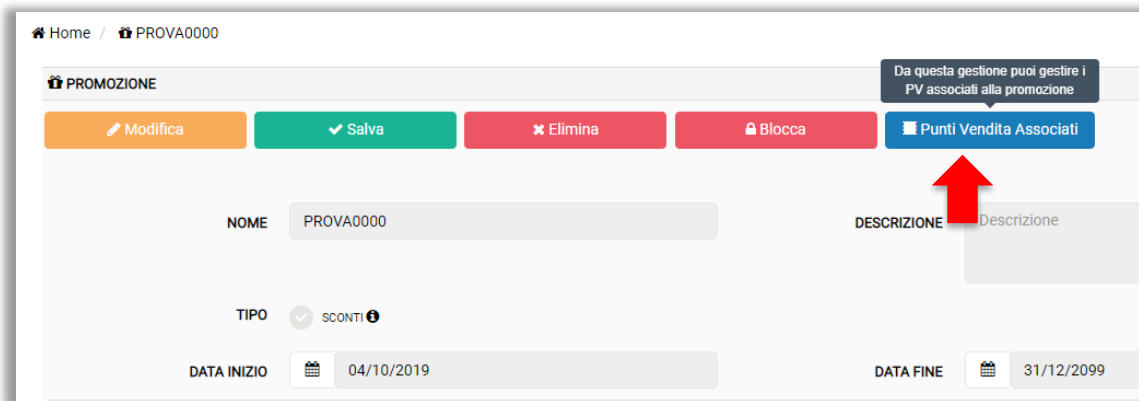 Home / PROVA0000
PROMOZIONE
Da questa gestione puoi gestire i
PV associati alla promozione
Modifica
Salva
Elimina
Blocca
Punti Vendita Associati
NOME
PROVA0000
DESCRIZIONE
Descrizione
TIPO
SCONTI
DATA INIZIO
04/10/2019
DATA FINE
31/12/2099